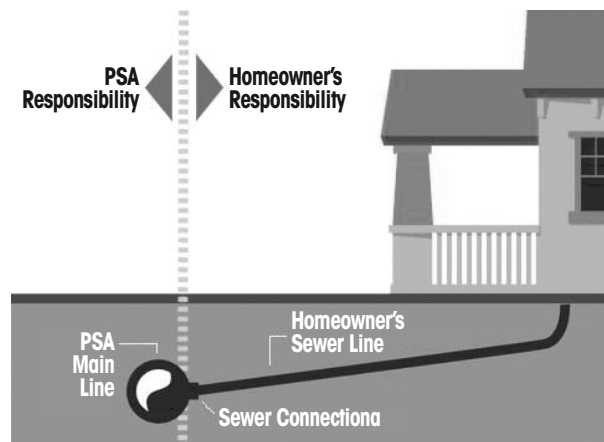 PSA
Responsibility
Homeowner's
Responsibility
Homeowner's
Sewer Line
PSA
Main
Line
Sewer Connectiona